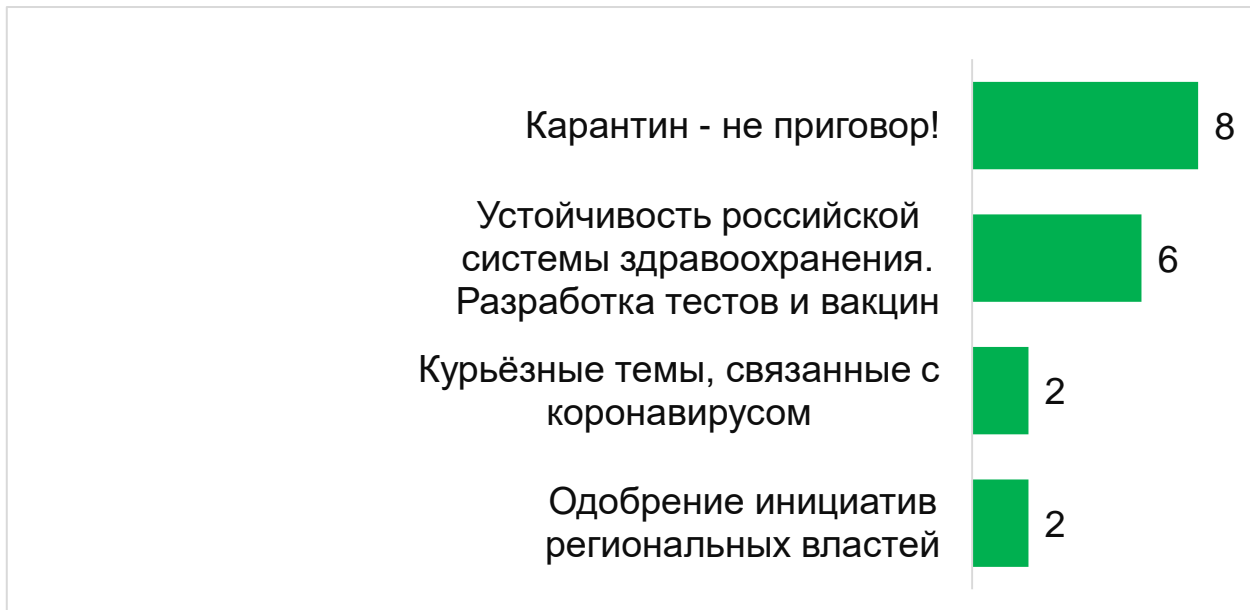 Карантин - не приговор!
8
Устойчивость российской
системы здравоохранения.
Разработка тестов и вакцин
6
Курьёзные темы, связанные с
коронавирусом
2
Одобрение инициатив
региональных властей
2